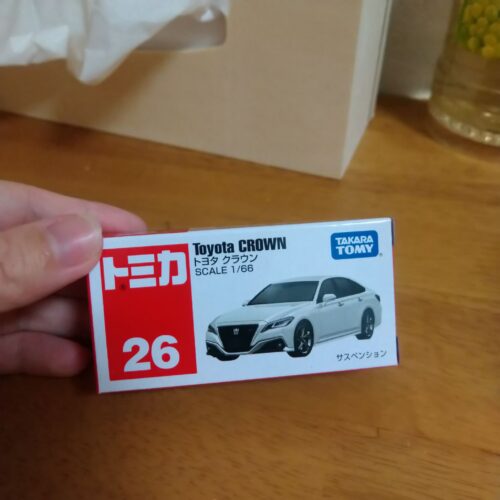 トミカ
26
Toyota CROWN
トヨタ クラウン
SCALE 1/66
TAKARA
TOMY
サスペンション